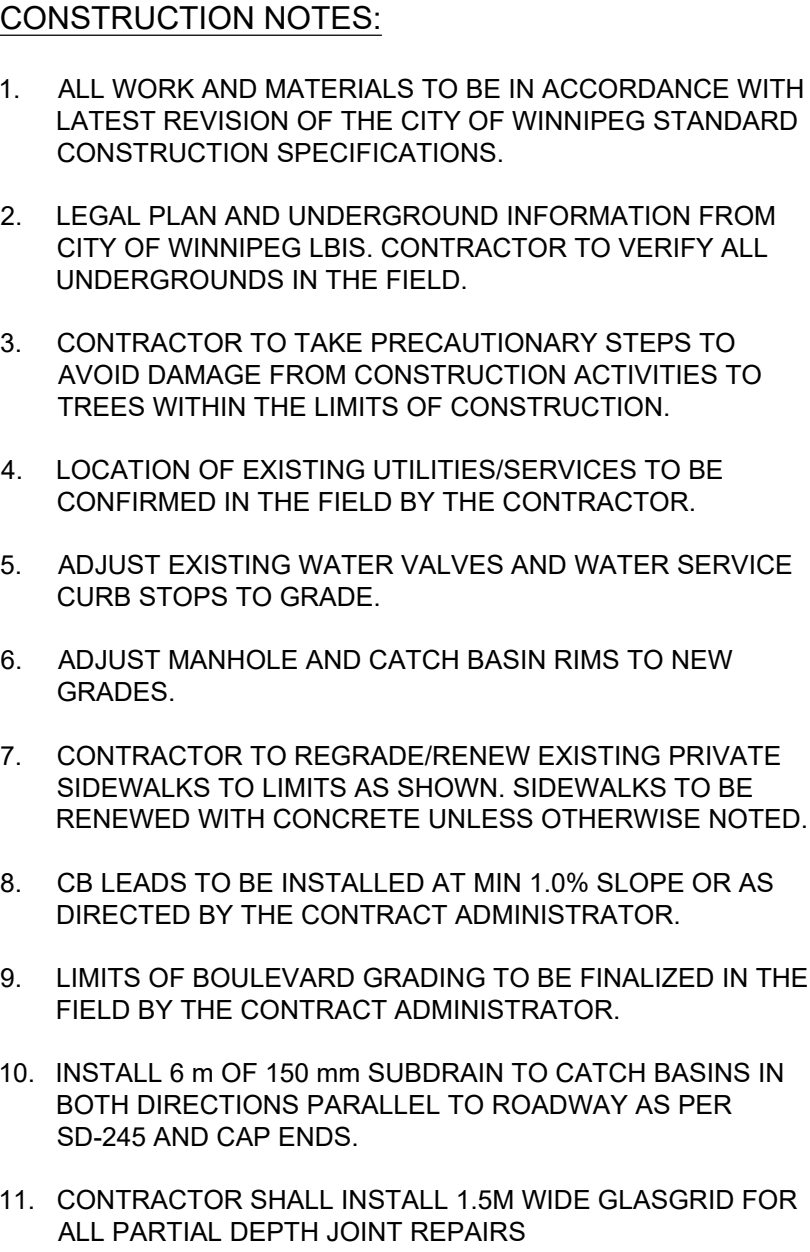 CONSTRUCTION NOTES:
1. ALL WORK AND MATERIALS TO BE IN ACCORDANCE WITH
LATEST REVISION OF THE CITY OF WINNIPEG STANDARD
CONSTRUCTION SPECIFICATIONS.
2. LEGAL PLAN AND UNDERGROUND INFORMATION FROM
CITY OF WINNIPEG LBIS. CONTRACTOR TO VERIFY ALL
UNDERGROUNDS IN THE FIELD.
3. CONTRACTOR TO TAKE PRECAUTIONARY STEPS TO
AVOID DAMAGE FROM CONSTRUCTION ACTIVITIES TO
TREES WITHIN THE LIMITS OF CONSTRUCTION.
4. LOCATION OF EXISTING UTILITIES/SERVICES TO BE
CONFIRMED IN THE FIELD BY THE CONTRACTOR.
5. ADJUST EXISTING WATER VALVES AND WATER SERVICE
CURB STOPS TO GRADE.
6. ADJUST MANHOLE AND CATCH BASIN RIMS TO NEW
GRADES.
7. CONTRACTOR TO REGRADE/RENEW EXISTING PRIVATE
SIDEWALKS TO LIMITS AS SHOWN. SIDEWALKS TO BE
RENEWED WITH CONCRETE UNLESS OTHERWISE NOTED.
8. CB LEADS TO BE INSTALLED AT MIN 1.0% SLOPE OR AS
DIRECTED BY THE CONTRACT ADMINISTRATOR.
9. LIMITS OF BOULEVARD GRADING TO BE FINALIZED IN THE
FIELD BY THE CONTRACT ADMINISTRATOR.
10. INSTALL 6 m OF 150 mm SUBDRAIN TO CATCH BASINS IN
BOTH DIRECTIONS PARALLEL TO ROADWAY AS PER
SD-245 AND CAP ENDS.
11. CONTRACTOR SHALL INSTALL 1.5M WIDE GLASGRID FOR
ALL PARTIAL DEPTH JOINT REPAIRS